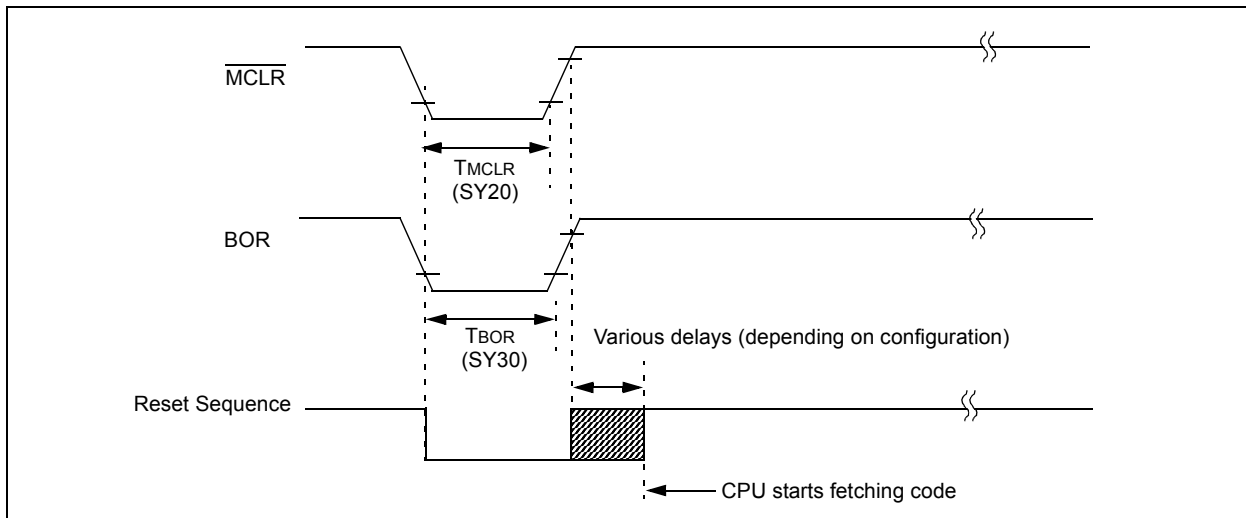 MCLR
TMCLR
(SY20)
BOR
TBOR
(SY30)
Various delays (depending on configuration)
Reset Sequence
CPU starts fetching code